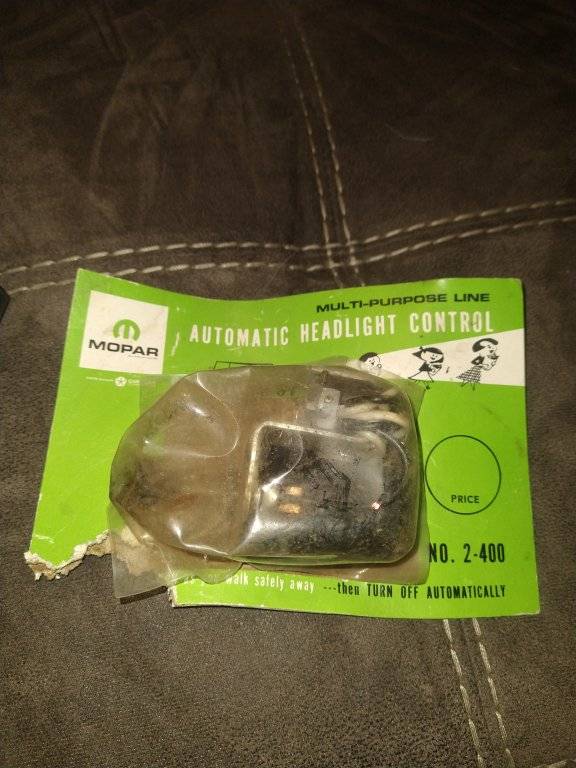 MULTI-PURPOSE LINE
MOPAR
AUTOMATIC HEADLIGHT CONTROL
PRICE
NO. 2-400
walk safely away ---then TURN OFF AUTOMATICALLY